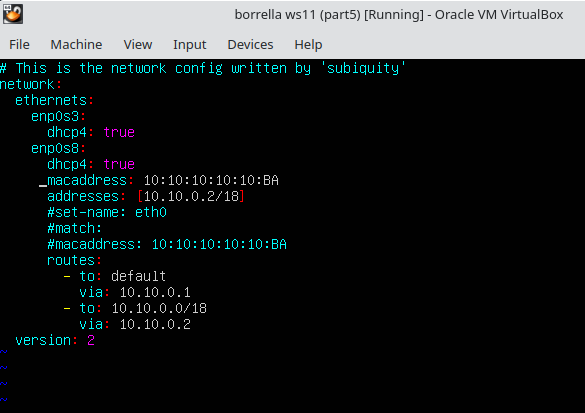 borrella ws11 (part5) [Running] - Oracle VM VirtualBox
File Machine View Input Devices Help
# This is the network config written by 'subiquity'
network:
  ethernets:
    enp0s3:
      dhcp4: true
    enp0s8:
      dhcp4: true
     _macaddress: 10:10:10:10:10:BA
      addresses: [10.10.0.2/18]
      #set-name: eth0
      #match:
      #macaddress: 10:10:10:10:10:BA
      routes:
        - to: default
          via: 10.10.0.1
        - to: 10.10.0.0/18
          via: 10.10.0.2
  version: 2
~
~
~
~